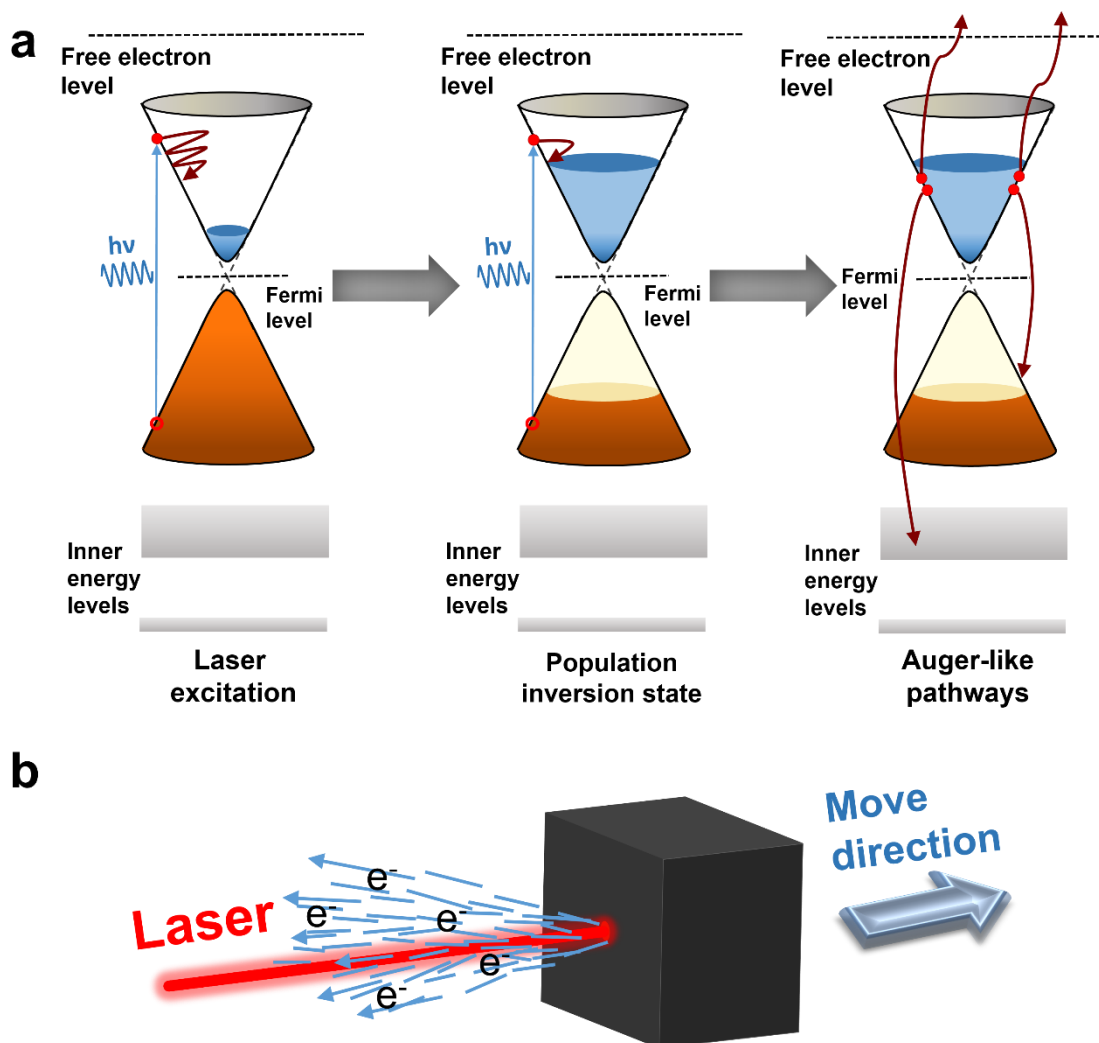 a
Free electron
level
hν
Fermi
level
Inner
energy
levels
Laser
excitation
Free electron
level
hν
Fermi
level
Inner
energy
levels
Population
inversion state
Free electron
level
Fermi
level
Inner
energy
levels
Auger-like
pathways
b
Laser
e-
e-
e-
e-
e-
Move
direction